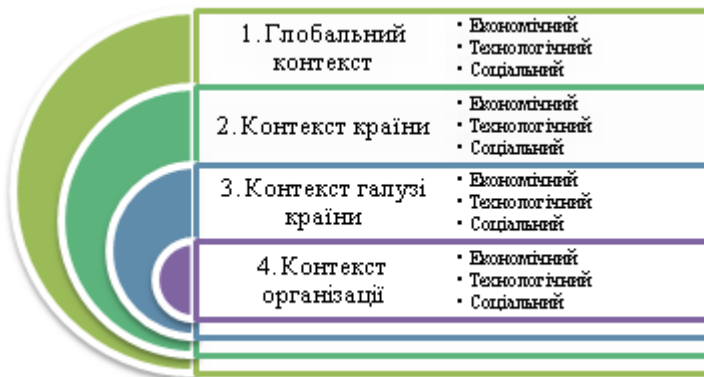 1.Глобальний
контекст
• Економічний
• Технологічний
• Соціальний
2.Контекст країни
• Економічний
• Технологічний
• Соціальний
3.Контекст галузі
країни
• Економічний
• Технологічний
• Соціальний
4.Контекст
організації
• Економічний
• Технологічний
• Соціальний